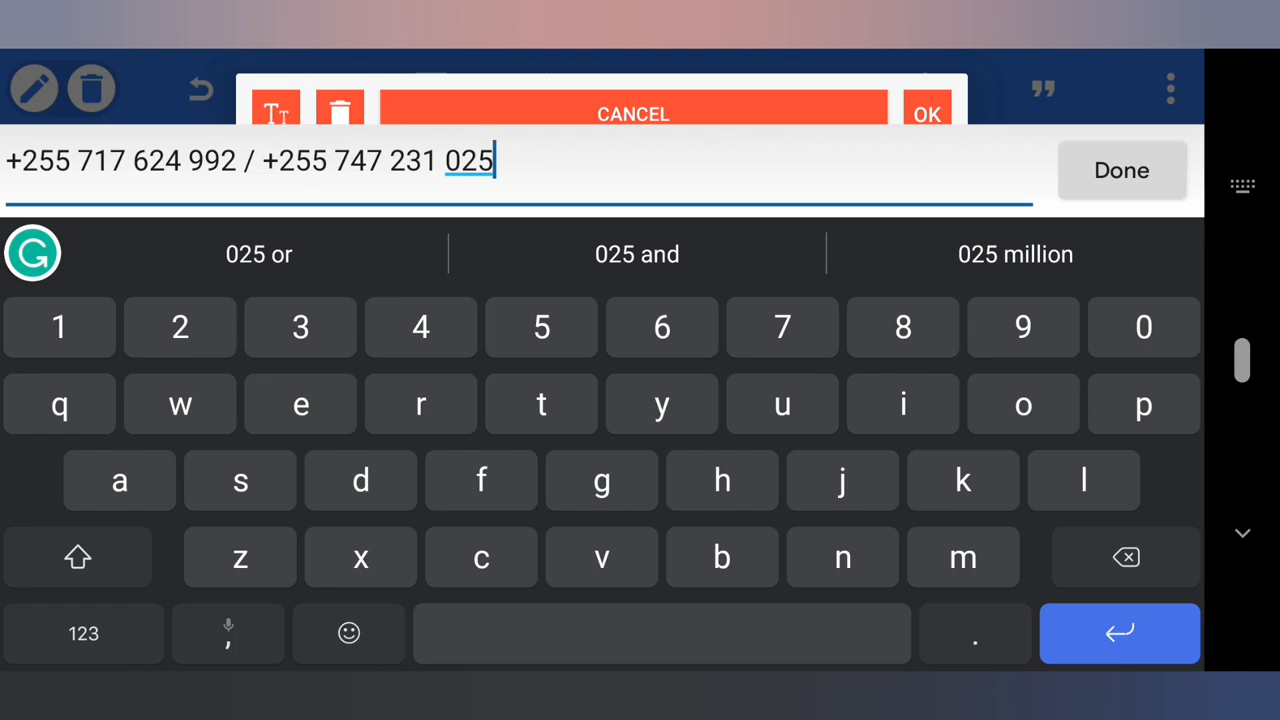 Tт
CANCEL
OK
+255 717 624 992 / +255 747 231 025
Done
025 or
025 and
025 million
1 2 3 4 5 6 7 8 9 0
q w e r t y u i o p
a s d f g h j k l
z x c v b n m
123 , .